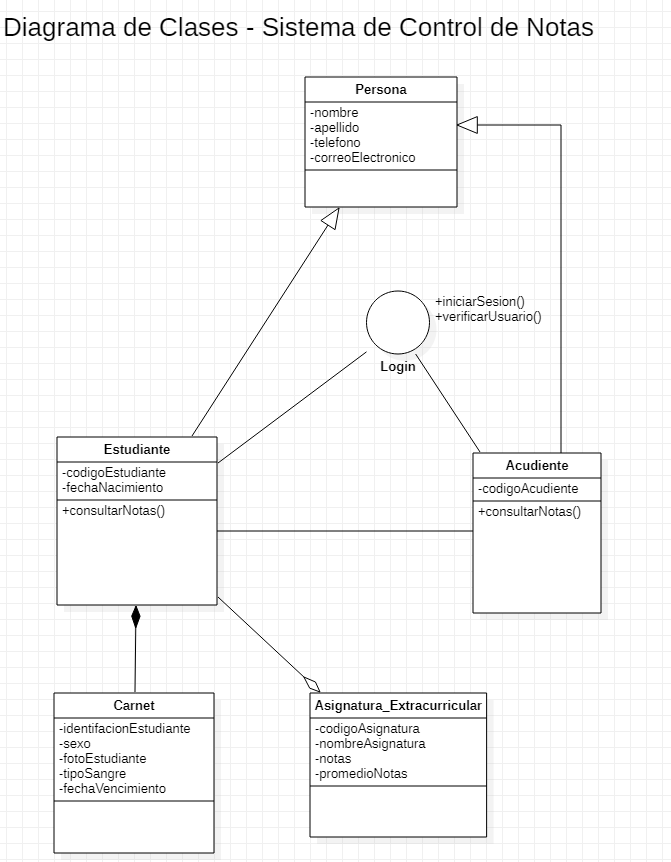 Diagrama de Clases - Sistema de Control de Notas
Persona
-nombre
-apellido
-telefono
-correoElectronico
+iniciarSesion()
+verificarUsuario()
Login
Estudiante
-codigoEstudiante
-fechaNacimiento
+consultarNotas()
Acudiente
-codigoAcudiente
+consultarNotas()
Carnet
-identifacionEstudiante
-sexo
-fotoEstudiante
-tipoSangre
-fechaVencimiento
Asignatura_Extracurricular
-codigoAsignatura
-nombreAsignatura
-notas
-promedioNotas